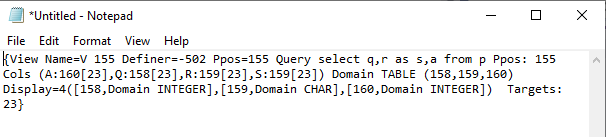 *Untitled - Notepad
File Edit Format View Help
{View Name=V 155 Definer=-502 Ppos=155 Query select q,r as s,a from p Ppos: 155
Cols (A:160[23],Q:158[23],R:159[23],S:159[23]) Domain TABLE (158,159,160)
Display=4([158,Domain INTEGER],[159,Domain CHAR],[160,Domain INTEGER])  Targets:
23}